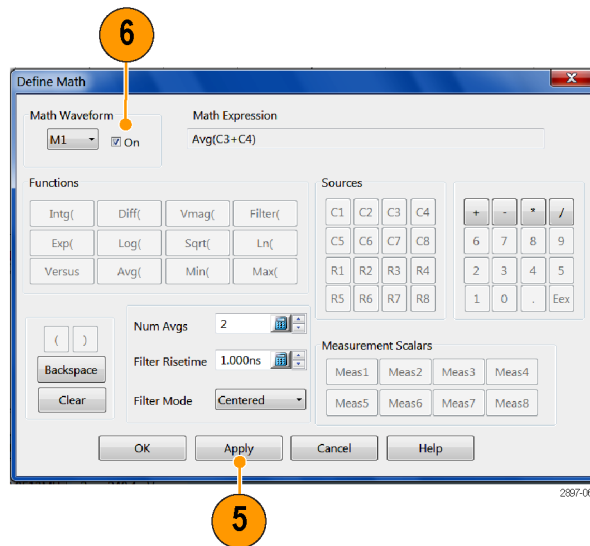 6
Define Math
Math Waveform
Math Expression
M1
On
Avg(C3+C4)
Functions
Sources
Intg( Diff( Vmag( Filter(
Exp( Log( Sqrt( Ln(
Versus Avg( Min( Max(
C1 C2 C3 C4
C5 C6 C7 C8
R1 R2 R3 R4
R5 R6 R7 R8
+ - * /
6 7 8 9
2 3 4 5
1 0 . Eex
( )
Backspace
Clear
Num Avgs 2
Filter Risetime 1.000ns
Filter Mode Centered
Measurement Scalars
Meas1 Meas2 Meas3 Meas4
Meas5 Meas6 Meas7 Meas8
OK Apply Cancel Help
5